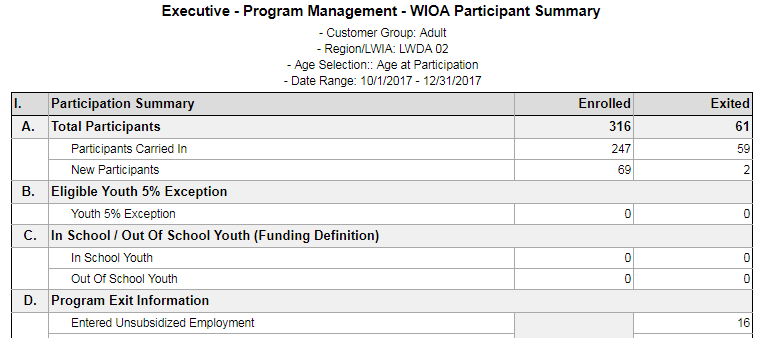 Executive - Program Management - WIOA Participant Summary
- Customer Group: Adult
- Region/LWIA: LWDA 02
- Age Selection:: Age at Participation
- Date Range: 10/1/2017 - 12/31/2017
I. Participation Summary Enrolled Exited
A. Total Participants 316 61
Participants Carried In 247 59
New Participants 69 2
B. Eligible Youth 5% Exception
Youth 5% Exception 0 0
C. In School / Out Of School Youth (Funding Definition)
In School Youth 0 0
Out Of School Youth 0 0
D. Program Exit Information
Entered Unsubsidized Employment 16